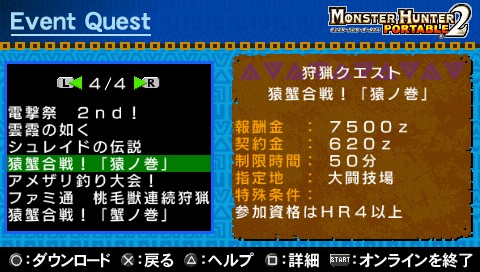 Event Quest
MONSTER HUNTER
PORTABLE 2
L 4/4 R
電撃祭 2nd!
雲霞の如く
シュレイドの伝説
猿蟹合戦!「猿ノ巻」
アメザリ釣り大会!
ファミ通 桃毛獣連続狩猟
猿蟹合戦!「蟹ノ巻」
狩猟クエスト
猿蟹合戦!「猿ノ巻」
報酬金 : 7500z
契約金 : 620z
制限時間: 50分
指定地 : 大闘技場
特殊条件:
参加資格はHR4以上
○:ダウンロード ×:戻る △:ヘルプ □:詳細 START:オンラインを終了